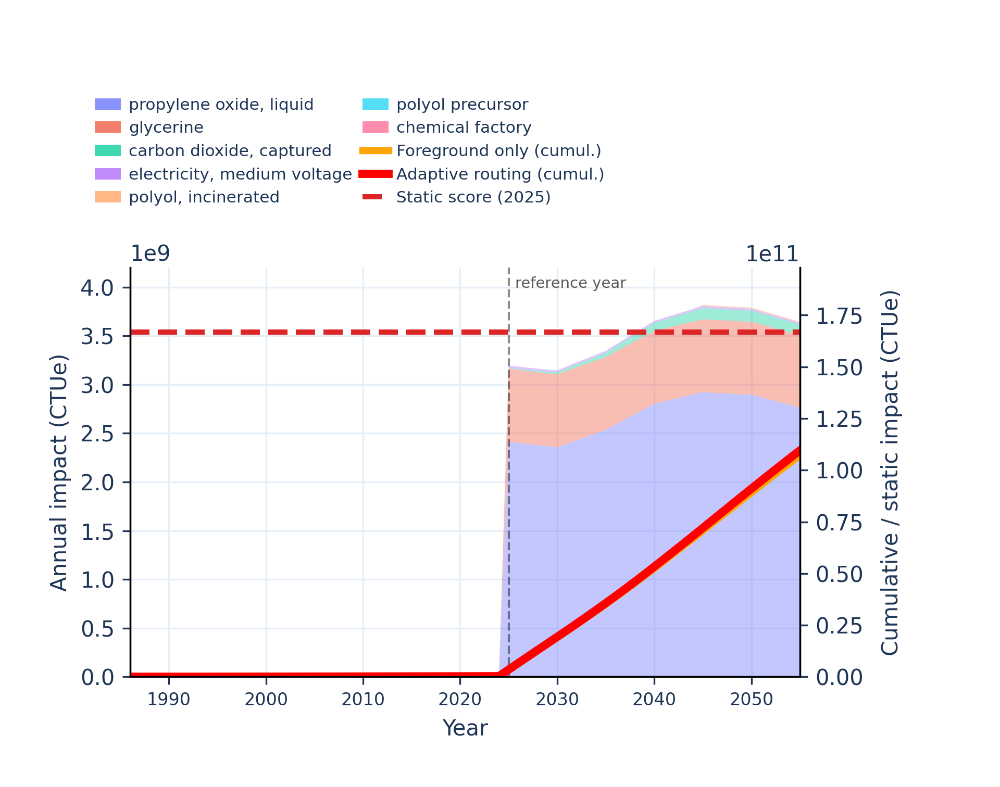 propylene oxide, liquid
glycerine
carbon dioxide, captured
electricity, medium voltage
polyol, incinerated
polyol precursor
chemical factory
Foreground only (cumul.)
Adaptive routing (cumul.)
Static score (2025)
1e9
1e11
reference year
4.0
3.5
3.0
2.5
2.0
1.5
1.0
0.5
0.0
Annual impact (CTUe)
1.75
1.50
1.25
1.00
0.75
0.50
0.25
0.00
Cumulative / static impact (CTUe)
1990
2000
2010
2020
2030
2040
2050
Year